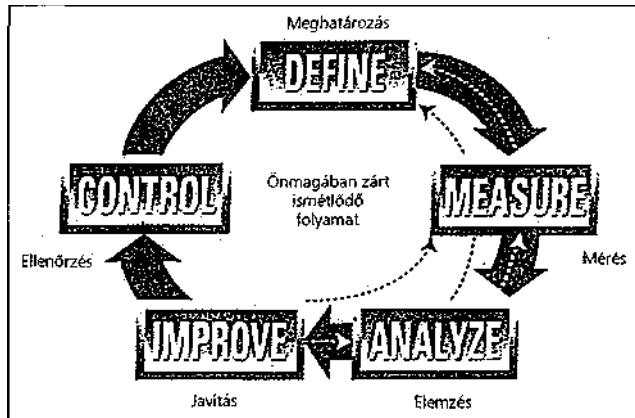 Meghatározás
DEFINE
CONTROL
Önmagában zárt
ismétlődő
folyamat
MEASURE
Ellenőrzés
Mérés
IMPROVE
ANALYZE
Javítás
Elemzés